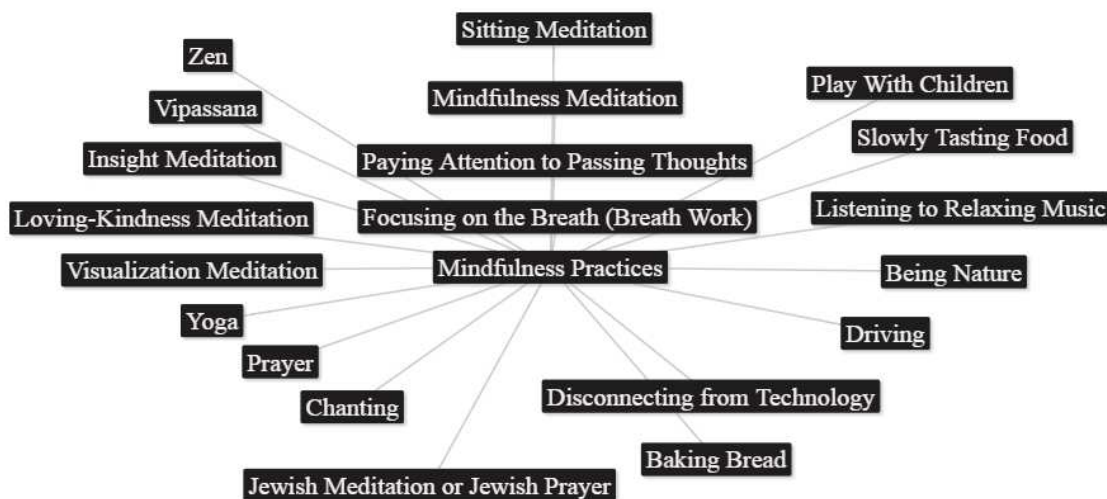 Sitting Meditation
Zen
Play With Children
Mindfulness Meditation
Vipassana
Slowly Tasting Food
Insight Meditation
Paying Attention to Passing Thoughts
Listening to Relaxing Music
Loving-Kindness Meditation
Focusing on the Breath (Breath Work)
Visualization Meditation
Mindfulness Practices
Being Nature
Yoga
Driving
Prayer
Disconnecting from Technology
Chanting
Baking Bread
Jewish Meditation or Jewish Prayer